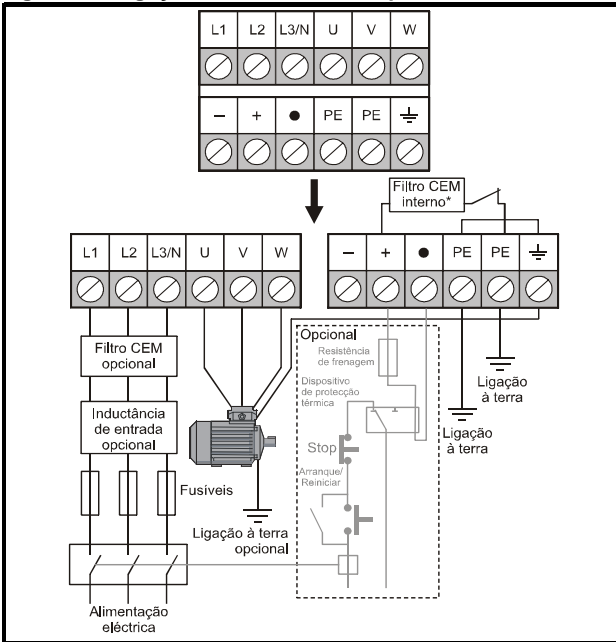 L1 L2 L3/N U V W
− + ● PE PE ⏚
Filtro CEM
interno*
L1 L2 L3/N U V W
− + ● PE PE ⏚
Filtro CEM
opcional
Inductância
de entrada
opcional
Fusíveis
Alimentação
eléctrica
Ligação à terra
opcional
Opcional
Resistência
de frenagem
Dispositivo
de protecção
térmica
Stop
Arranque/
Reiniciar
Ligação
à terra
Ligação
à terra